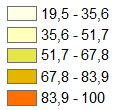 19,5 - 35,6
35,6 - 51,7
51,7 - 67,8
67,8 - 83,9
83,9 - 100